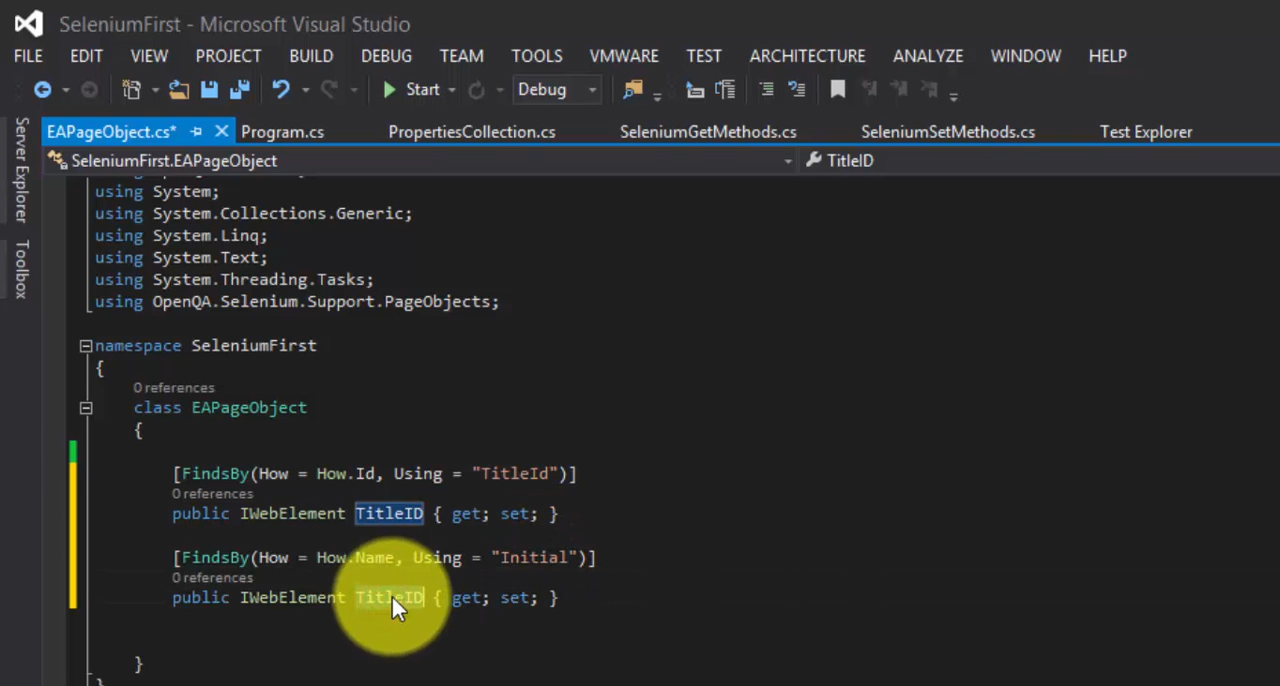 SeleniumFirst - Microsoft Visual Studio
FILE EDIT VIEW PROJECT BUILD DEBUG TEAM TOOLS VMWARE TEST ARCHITECTURE ANALYZE WINDOW HELP
Start Debug
EAPageObject.cs* Program.cs PropertiesCollection.cs SeleniumGetMethods.cs SeleniumSetMethods.cs Test Explorer
SeleniumFirst.EAPageObject TitleID
Server Explorer
Toolbox
using System;
using System.Collections.Generic;
using System.Linq;
using System.Text;
using System.Threading.Tasks;
using OpenQA.Selenium.Support.PageObjects;
namespace SeleniumFirst
{
0 references
class EAPageObject
{
[FindsBy(How = How.Id, Using = "TitleId")]
0 references
public IWebElement TitleID { get; set; }
[FindsBy(How = How.Name, Using = "Initial")]
0 references
public IWebElement TitleID { get; set; }
}
}